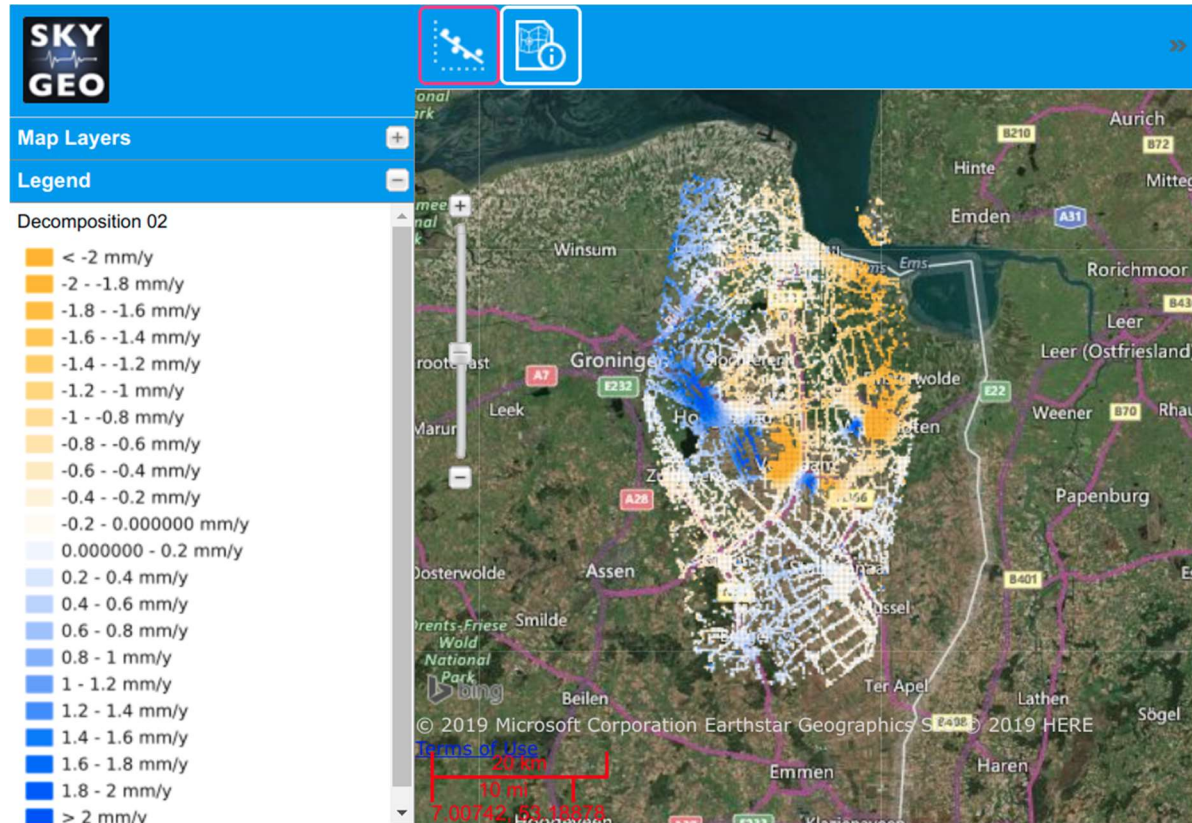 SKY
GEO
Map Layers
Legend
Decomposition 02
< -2 mm/y
-2 - -1.8 mm/y
-1.8 - -1.6 mm/y
-1.6 - -1.4 mm/y
-1.4 - -1.2 mm/y
-1.2 - -1 mm/y
-1 - -0.8 mm/y
-0.8 - -0.6 mm/y
-0.6 - -0.4 mm/y
-0.4 - -0.2 mm/y
-0.2 - 0.000000 mm/y
0.000000 - 0.2 mm/y
0.2 - 0.4 mm/y
0.4 - 0.6 mm/y
0.6 - 0.8 mm/y
0.8 - 1 mm/y
1 - 1.2 mm/y
1.2 - 1.4 mm/y
1.4 - 1.6 mm/y
1.6 - 1.8 mm/y
1.8 - 2 mm/y
> 2 mm/y
»
Aurich
B210
B72
Hinte
Emden
A31
Winsum
Ems
Rorichmoor
Leer
Groningen
Leer (Ostfriesland)
A7
E232
E22
Leek
Weener
B70
A28
Papenburg
Assen
B401
Smilde
Drents-Friese
Wold
National
Park
bing
Ter Apel
Beilen
Lathen
Sögel
© 2019 Microsoft Corporation Earthstar Geographics
© 2019 HERE
Terms of Use
20 km
10 mi
Haren
Emmen
7.00742, 53.18878